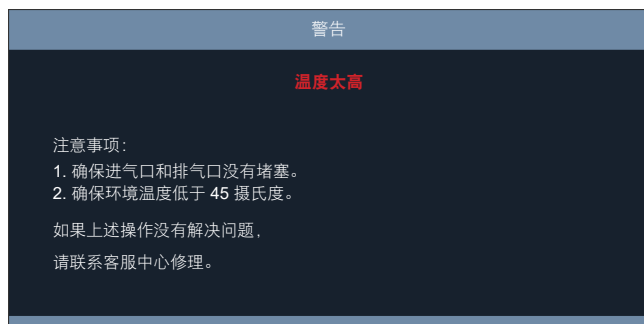 警告
温度太高
注意事项：
1. 确保进气口和排气口没有堵塞。
2. 确保环境温度低于 45 摄氏度。
如果上述操作没有解决问题，
请联系客服中心修理。